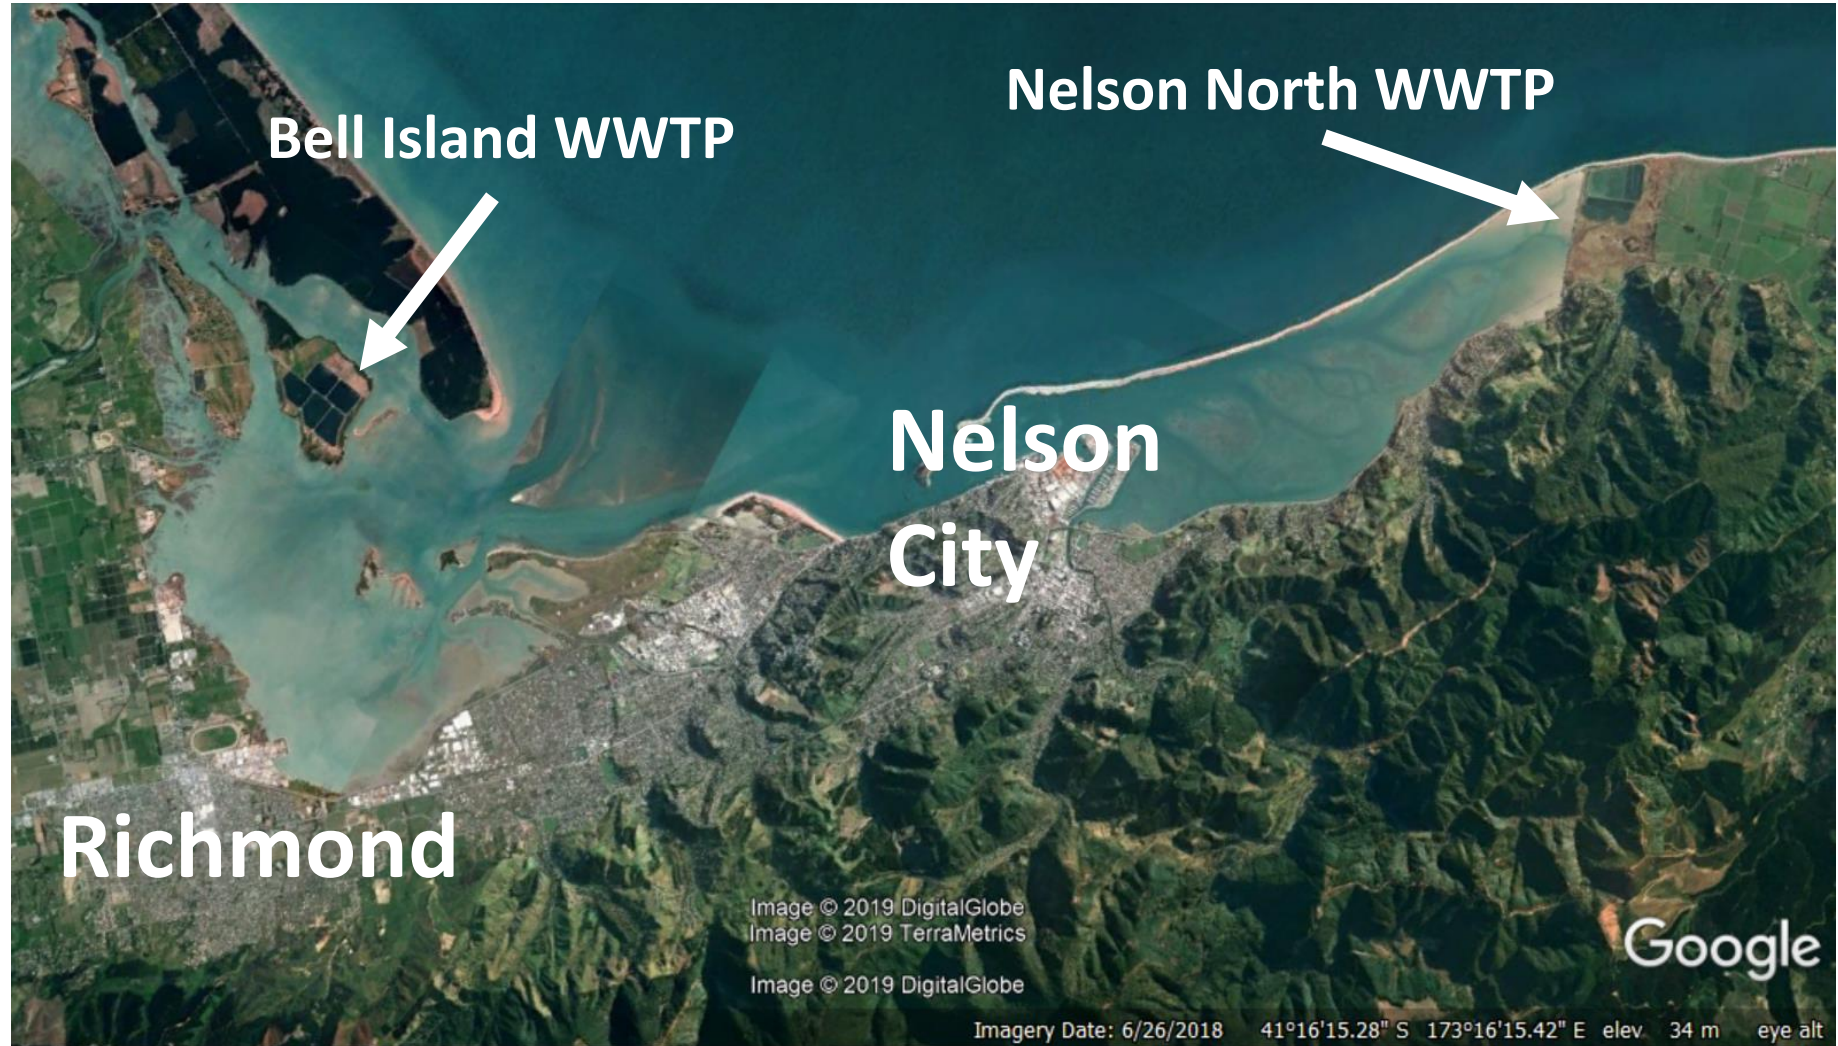 Nelson North WWTP
Bell Island WWTP
Nelson
City
Richmond
Image © 2019 DigitalGlobe
Image © 2019 TerraMetrics
Image © 2019 DigitalGlobe
Google
Imagery Date: 6/26/2018 41°16'15.28" S 173°16'15.42" E elev 34 m eye alt